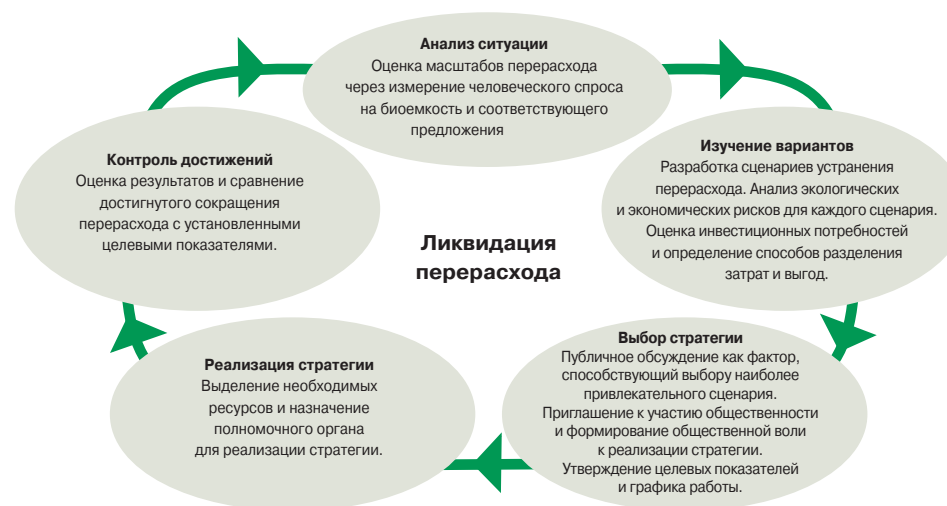 Анализ ситуации
Оценка масштабов перерасхода
через измерение человеческого спроса
на биоемкость и соответствующего
предложения
Изучение вариантов
Разработка сценариев устранения
перерасхода. Анализ экологических
и экономических рисков для каждого сценария.
Оценка инвестиционных потребностей
и определение способов разделения
затрат и выгод.
Выбор стратегии
Публичное обсуждение как фактор,
способствующий выбору наиболее
привлекательного сценария.
Приглашение к участию общественности
и формирование общественной воли
к реализации стратегии.
Утверждение целевых показателей
и графика работы.
Реализация стратегии
Выделение необходимых
ресурсов и назначение
полномочного органа
для реализации стратегии.
Контроль достижений
Оценка результатов и сравнение
достигнутого сокращения
перерасхода с установленными
целевыми показателями.
Ликвидация
перерасхода